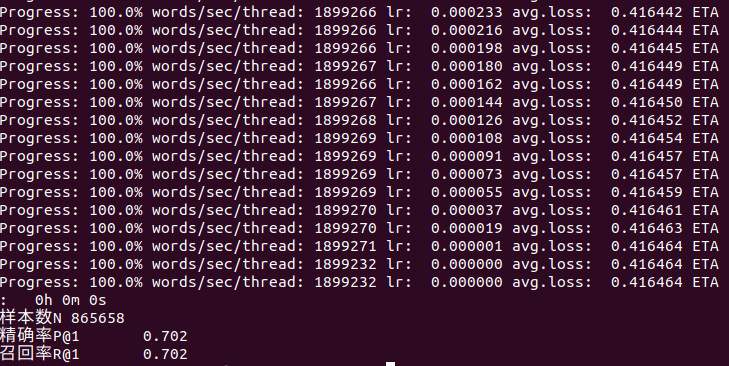 Progress: 100.0% words/sec/thread: 1899266 lr:  0.000233 avg.loss:  0.416442 ETA
Progress: 100.0% words/sec/thread: 1899266 lr:  0.000216 avg.loss:  0.416444 ETA
Progress: 100.0% words/sec/thread: 1899266 lr:  0.000198 avg.loss:  0.416445 ETA
Progress: 100.0% words/sec/thread: 1899267 lr:  0.000180 avg.loss:  0.416449 ETA
Progress: 100.0% words/sec/thread: 1899266 lr:  0.000162 avg.loss:  0.416449 ETA
Progress: 100.0% words/sec/thread: 1899267 lr:  0.000144 avg.loss:  0.416450 ETA
Progress: 100.0% words/sec/thread: 1899268 lr:  0.000126 avg.loss:  0.416452 ETA
Progress: 100.0% words/sec/thread: 1899269 lr:  0.000108 avg.loss:  0.416454 ETA
Progress: 100.0% words/sec/thread: 1899269 lr:  0.000091 avg.loss:  0.416457 ETA
Progress: 100.0% words/sec/thread: 1899269 lr:  0.000073 avg.loss:  0.416457 ETA
Progress: 100.0% words/sec/thread: 1899269 lr:  0.000055 avg.loss:  0.416459 ETA
Progress: 100.0% words/sec/thread: 1899270 lr:  0.000037 avg.loss:  0.416461 ETA
Progress: 100.0% words/sec/thread: 1899270 lr:  0.000019 avg.loss:  0.416463 ETA
Progress: 100.0% words/sec/thread: 1899271 lr:  0.000001 avg.loss:  0.416464 ETA
Progress: 100.0% words/sec/thread: 1899232 lr:  0.000000 avg.loss:  0.416464 ETA
Progress: 100.0% words/sec/thread: 1899232 lr:  0.000000 avg.loss:  0.416464 ETA
:   0h 0m 0s
样本数N 865658
精确率P@1       0.702
召回率R@1       0.702